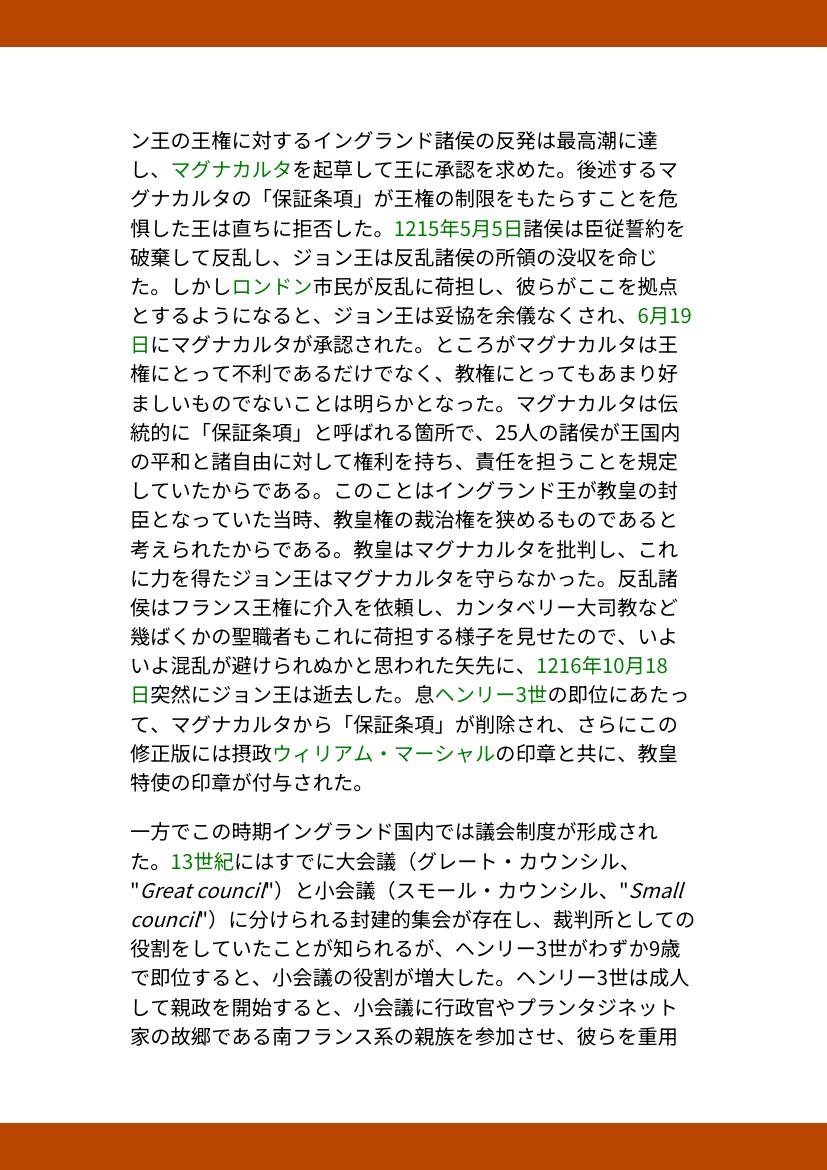 ン王の王権に対するイングランド諸侯の反発は最高潮に達
し、マグナカルタを起草して王に承認を求めた。後述するマ
グナカルタの「保証条項」が王権の制限をもたらすことを危
惧した王は直ちに拒否した。1215年5月5日諸侯は臣従誓約を
破棄して反乱し、ジョン王は反乱諸侯の所領の没収を命じ
た。しかしロンドン市民が反乱に荷担し、彼らがここを拠点
とするようになると、ジョン王は妥協を余儀なくされ、6月19
日にマグナカルタが承認された。ところがマグナカルタは王
権にとって不利であるだけでなく、教権にとってもあまり好
ましいものでないことは明らかとなった。マグナカルタは伝
統的に「保証条項」と呼ばれる箇所で、25人の諸侯が王国内
の平和と諸自由に対して権利を持ち、責任を担うことを規定
していたからである。このことはイングランド王が教皇の封
臣となっていた当時、教皇権の裁治権を狭めるものであると
考えられたからである。教皇はマグナカルタを批判し、これ
に力を得たジョン王はマグナカルタを守らなかった。反乱諸
侯はフランス王権に介入を依頼し、カンタベリー大司教など
幾ばくかの聖職者もこれに荷担する様子を見せたので、いよ
いよ混乱が避けられぬかと思われた矢先に、1216年10月18
日突然にジョン王は逝去した。息ヘンリー3世の即位にあたっ
て、マグナカルタから「保証条項」が削除され、さらにこの
修正版には摂政ウィリアム・マーシャルの印章と共に、教皇
特使の印章が付与された。
一方でこの時期イングランド国内では議会制度が形成され
た。13世紀にはすでに大会議（グレート・カウンシル、
"Great council"）と小会議（スモール・カウンシル、"Small
council"）に分けられる封建的集会が存在し、裁判所としての
役割をしていたことが知られるが、ヘンリー3世がわずか9歳
で即位すると、小会議の役割が増大した。ヘンリー3世は成人
して親政を開始すると、小会議に行政官やプランタジネット
家の故郷である南フランス系の親族を参加させ、彼らを重用